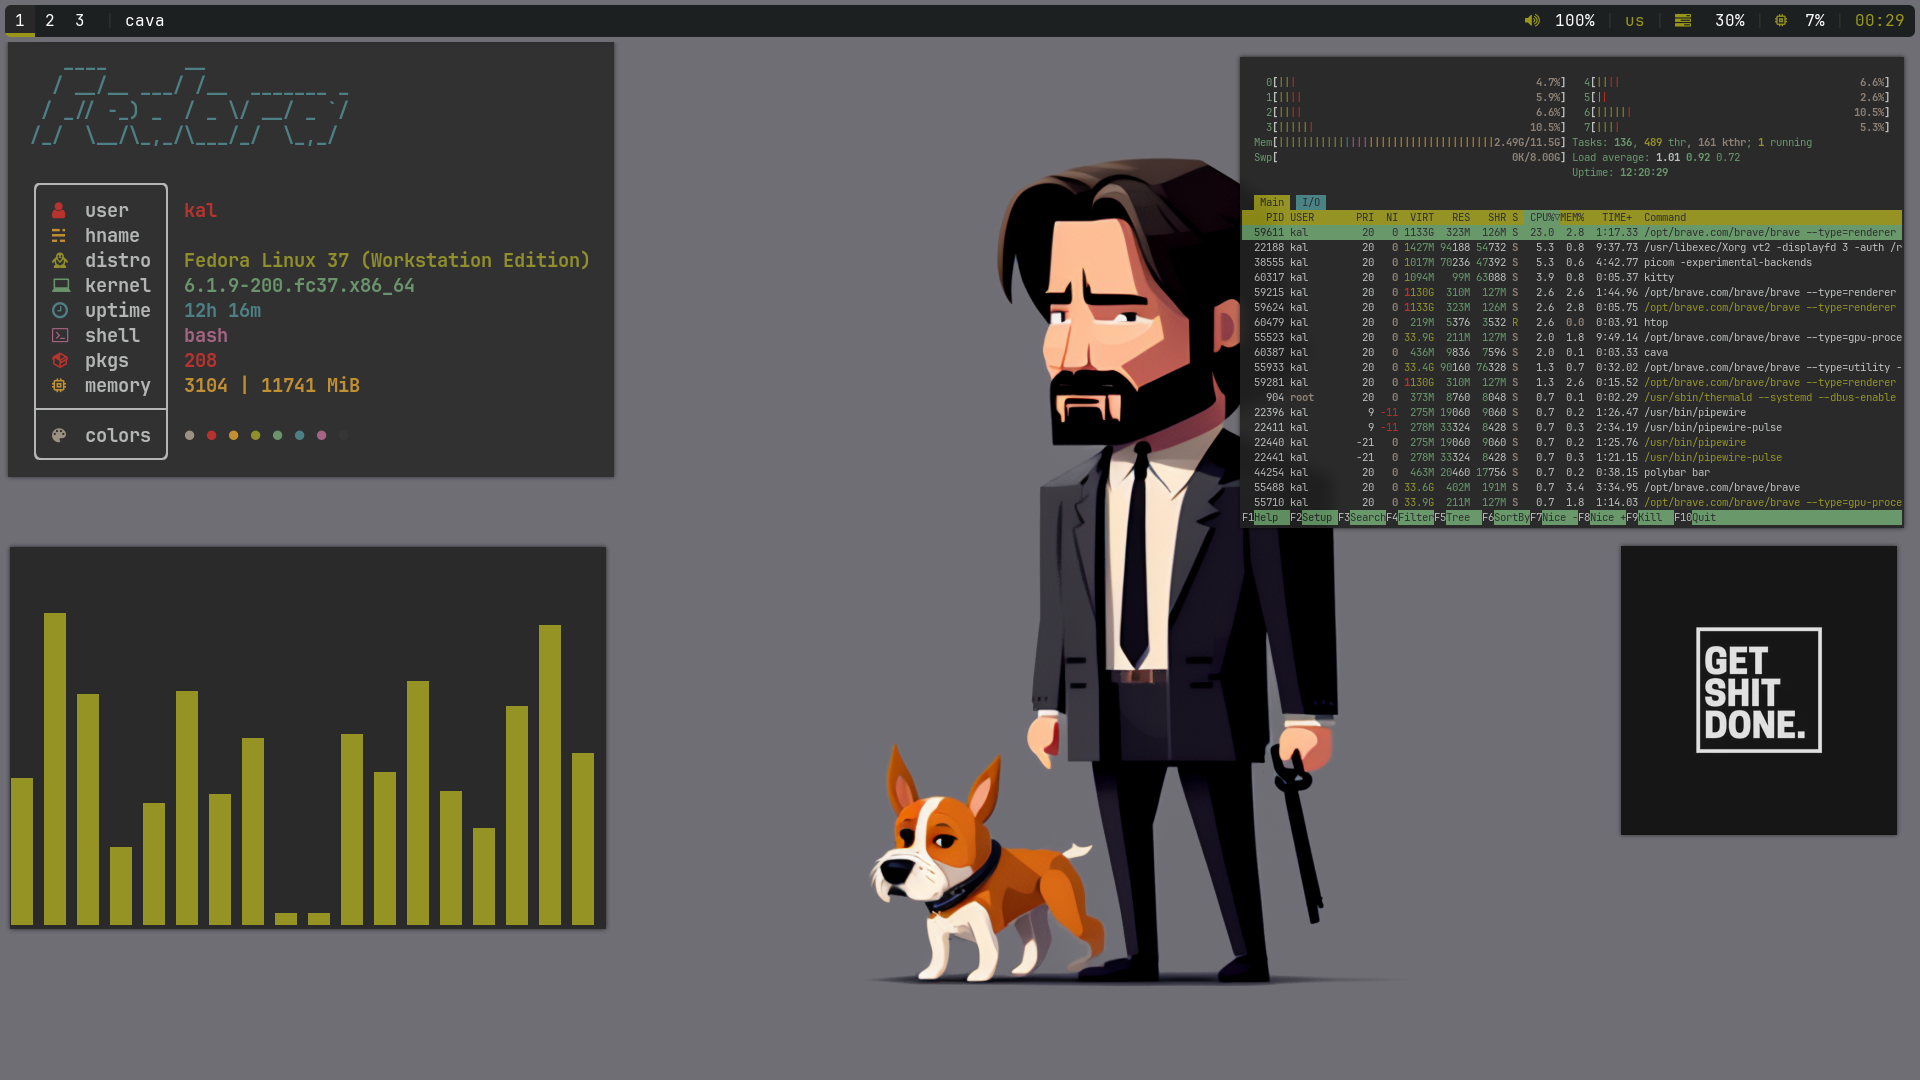 1 2 3 cava 100% us 30% 7% 00:29
Fedora
user kal
hname
distro Fedora Linux 37 (Workstation Edition)
kernel 6.1.9-200.fc37.x86_64
uptime 12h 16m
shell bash
pkgs 208
memory 3104 | 11741 MiB
colors
0[||| 4.7%] 4[|||| 6.6%]
1[|||| 5.9%] 5[|| 2.6%]
2[|||| 6.6%] 6[|||||| 10.5%]
3[|||||| 10.5%] 7[|||| 5.3%]
Mem[||||||||||||||||||||||||||||||||||||2.49G/11.5G] Tasks: 136, 489 thr, 161 kthr; 1 running
Swp[ 0K/8.00G] Load average: 1.01 0.92 0.72
Uptime: 12:20:29
Main I/O
PID USER PRI NI VIRT RES SHR S CPU%▽MEM% TIME+ Command
59611 kal 20 0 1133G 323M 126M S 23.0 2.8 1:17.33 /opt/brave.com/brave/brave --type=renderer
22188 kal 20 0 1427M 94188 54732 S 5.3 0.8 9:37.73 /usr/libexec/Xorg vt2 -displayfd 3 -auth /r
38555 kal 20 0 1017M 70236 47392 S 5.3 0.6 4:42.77 picom -experimental-backends
60317 kal 20 0 1094M 99M 63088 S 3.9 0.8 0:05.37 kitty
59215 kal 20 0 1130G 310M 127M S 2.6 2.6 1:44.96 /opt/brave.com/brave/brave --type=renderer
59624 kal 20 0 1133G 323M 126M S 2.6 2.8 0:05.75 /opt/brave.com/brave/brave --type=renderer
60479 kal 20 0 219M 5376 3532 R 2.6 0.0 0:03.91 htop
55523 kal 20 0 33.9G 211M 127M S 2.0 1.8 9:49.14 /opt/brave.com/brave/brave --type=gpu-proce
60387 kal 20 0 436M 9836 7596 S 2.0 0.1 0:03.33 cava
55933 kal 20 0 33.4G 90160 76328 S 1.3 0.7 0:32.02 /opt/brave.com/brave/brave --type=utility -
59281 kal 20 0 1130G 310M 127M S 1.3 2.6 0:15.52 /opt/brave.com/brave/brave --type=renderer
904 root 20 0 373M 8760 8048 S 0.7 0.1 0:02.29 /usr/sbin/thermald --systemd --dbus-enable
22396 kal 9 -11 275M 19060 9060 S 0.7 0.2 1:26.47 /usr/bin/pipewire
22411 kal 9 -11 278M 33324 8428 S 0.7 0.3 2:34.19 /usr/bin/pipewire-pulse
22440 kal -21 0 275M 19060 9060 S 0.7 0.2 1:25.76 /usr/bin/pipewire
22441 kal -21 0 278M 33324 8428 S 0.7 0.3 1:21.15 /usr/bin/pipewire-pulse
44254 kal 20 0 463M 20460 17756 S 0.7 0.2 0:38.15 polybar bar
55488 kal 20 0 33.6G 402M 191M S 0.7 3.4 3:34.95 /opt/brave.com/brave/brave
55710 kal 20 0 33.9G 211M 127M S 0.7 1.8 1:14.03 /opt/brave.com/brave/brave --type=gpu-proce
F1Help F2Setup F3SearchF4FilterF5Tree F6SortByF7Nice -F8Nice +F9Kill F10Quit
GET
SHIT
DONE.